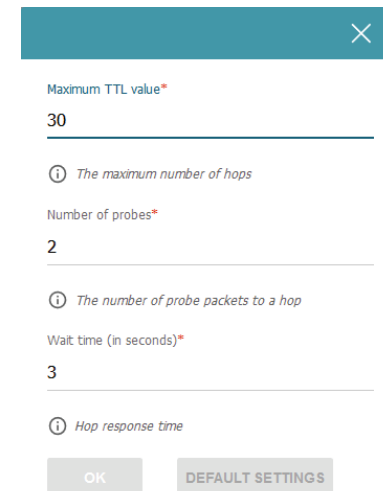 Maximum TTL value*
30
The maximum number of hops
Number of probes*
2
The number of probe packets to a hop
Wait time (in seconds)*
3
Hop response time
OK
DEFAULT SETTINGS